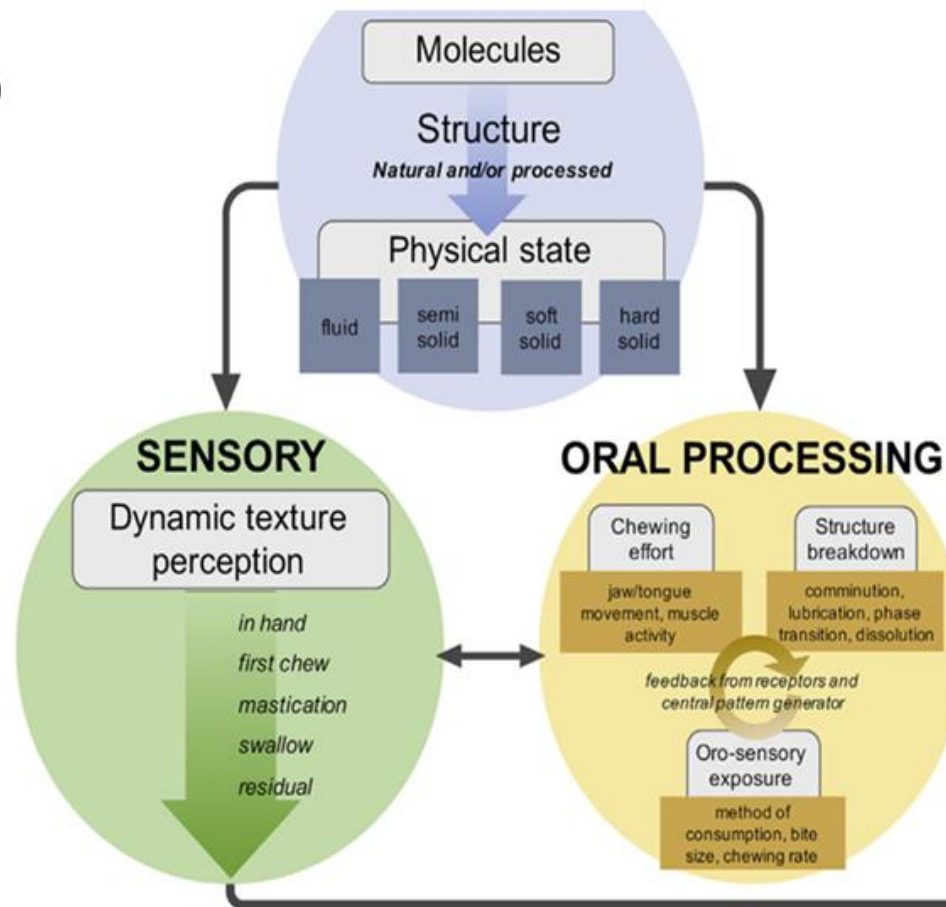 )
Molecules
Structure
Natural and/or processed
Physical state
fluid
semi
solid
soft
solid
hard
solid
SENSORY
Dynamic texture
perception
in hand
first chew
mastication
swallow
residual
ORAL PROCESSING
Chewing
effort
jaw/tongue
movement, muscle
activity
Structure
breakdown
comminution,
lubrication, phase
transition, dissolution
feedback from receptors and
central pattern generator
Oro-sensory
exposure
method of
consumption, bite
size, chewing rate